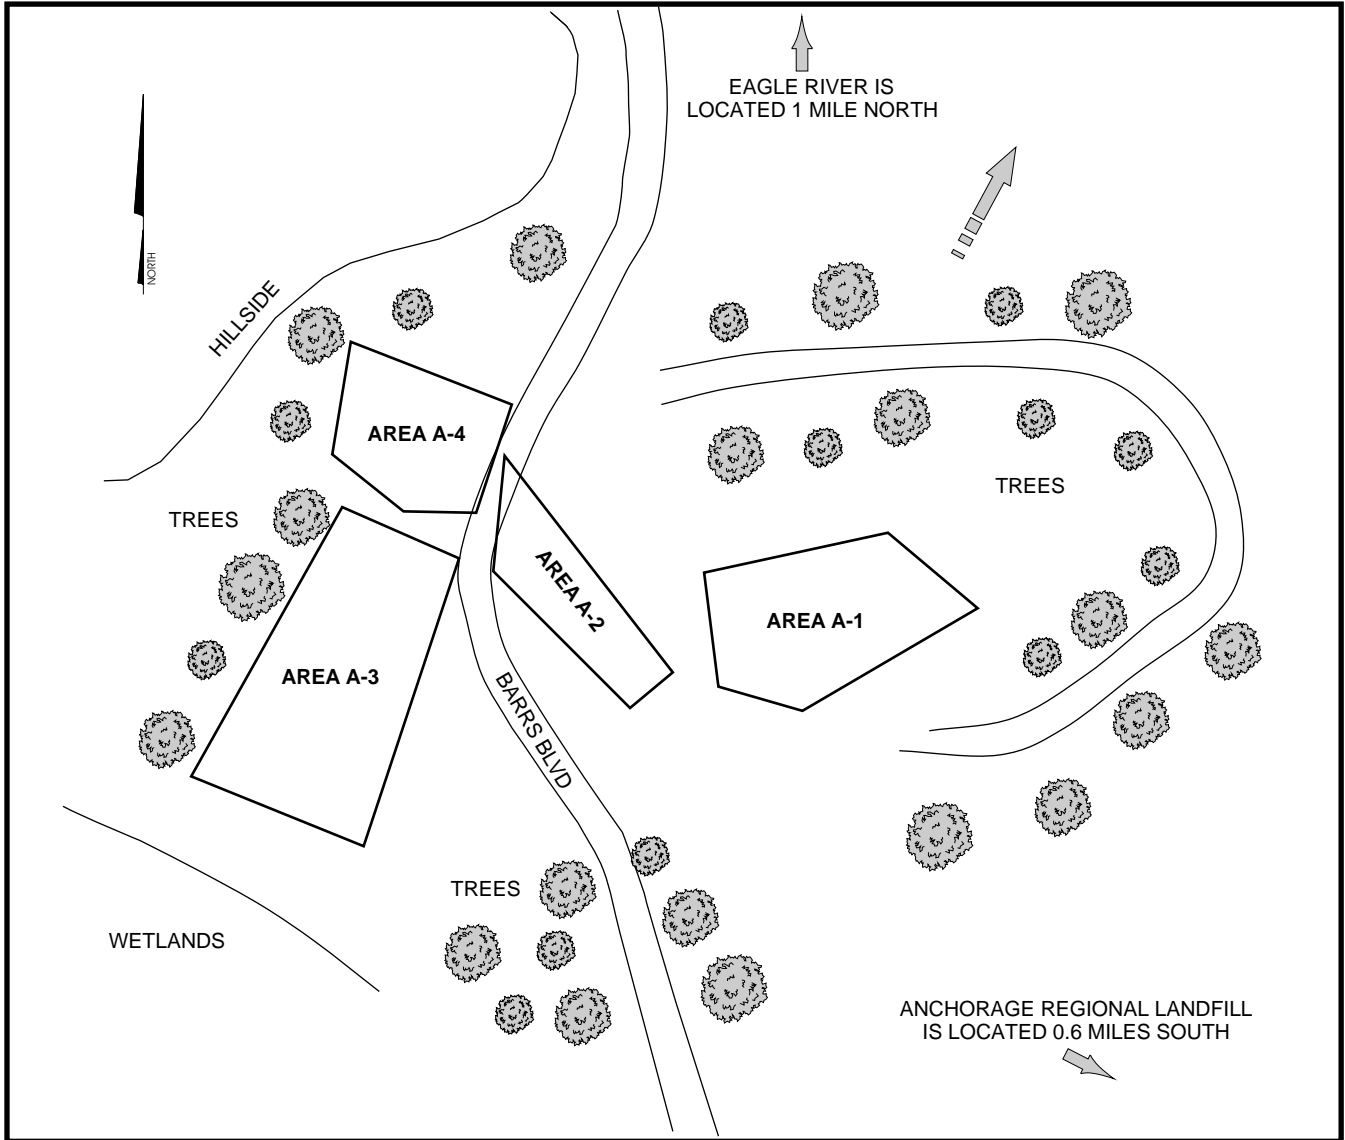 EAGLE RIVER IS
LOCATED 1 MILE NORTH
NORTH
HILLSIDE
AREA A-4
TREES
TREES
AREA A-2
AREA A-1
AREA A-3
BARRS BLVD
TREES
WETLANDS
ANCHORAGE REGIONAL LANDFILL
IS LOCATED 0.6 MILES SOUTH